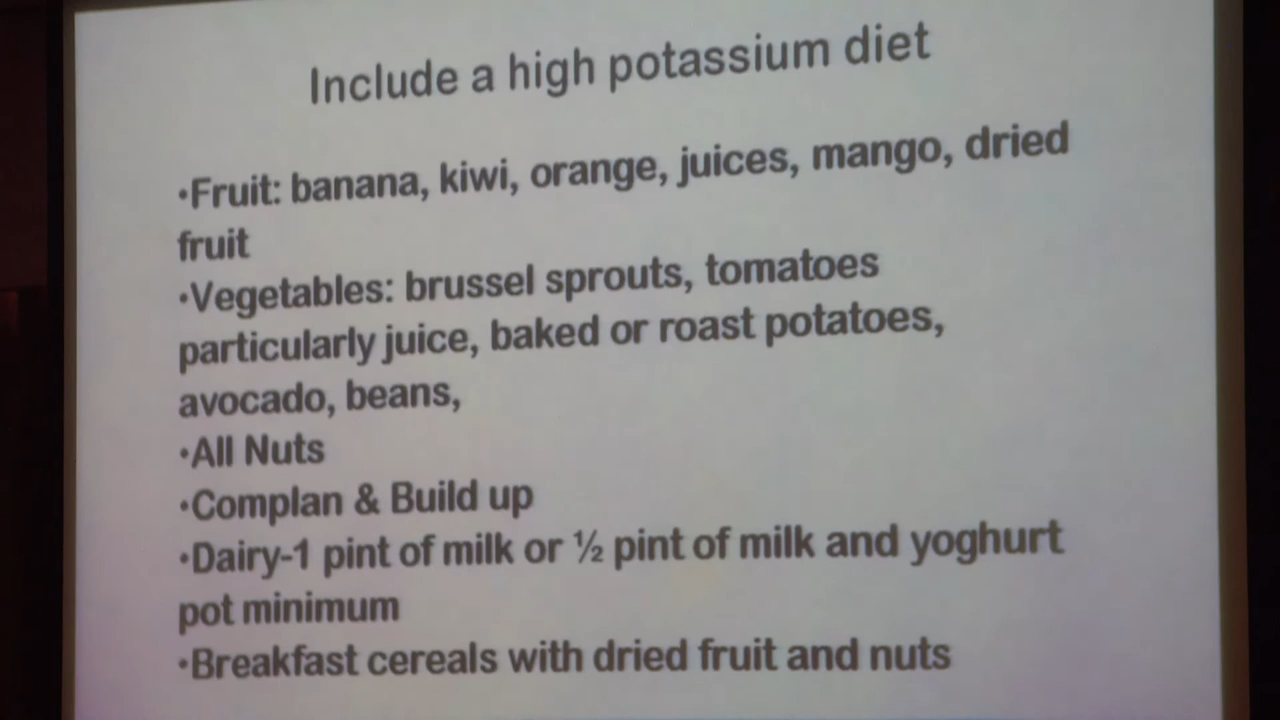 Include a high potassium diet
•Fruit: banana, kiwi, orange, juices, mango, dried
fruit
•Vegetables: brussel sprouts, tomatoes
particularly juice, baked or roast potatoes,
avocado, beans,
•All Nuts
•Complan & Build up
•Dairy-1 pint of milk or ½ pint of milk and yoghurt
pot minimum
•Breakfast cereals with dried fruit and nuts